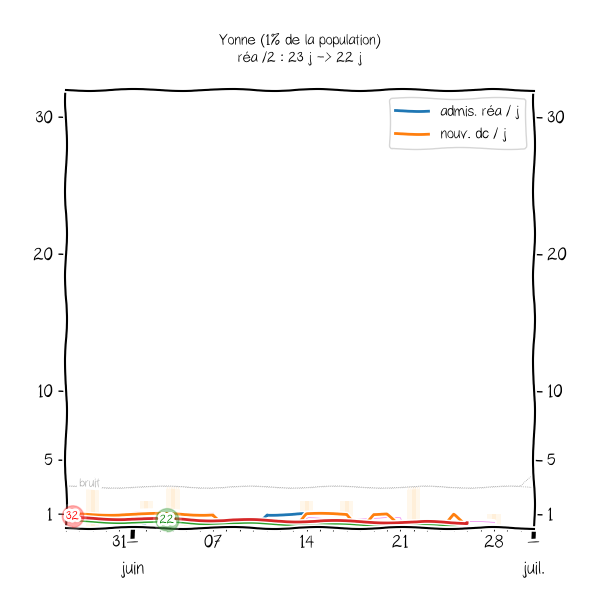 Yonne (1% de la population)
réa /2 : 23 j -> 22 j
admis. réa / j
nouv. dc / j
30
30
20
20
10
10
5
5
bruit
1
32
22
1
31
07
14
21
28
juin
juil.